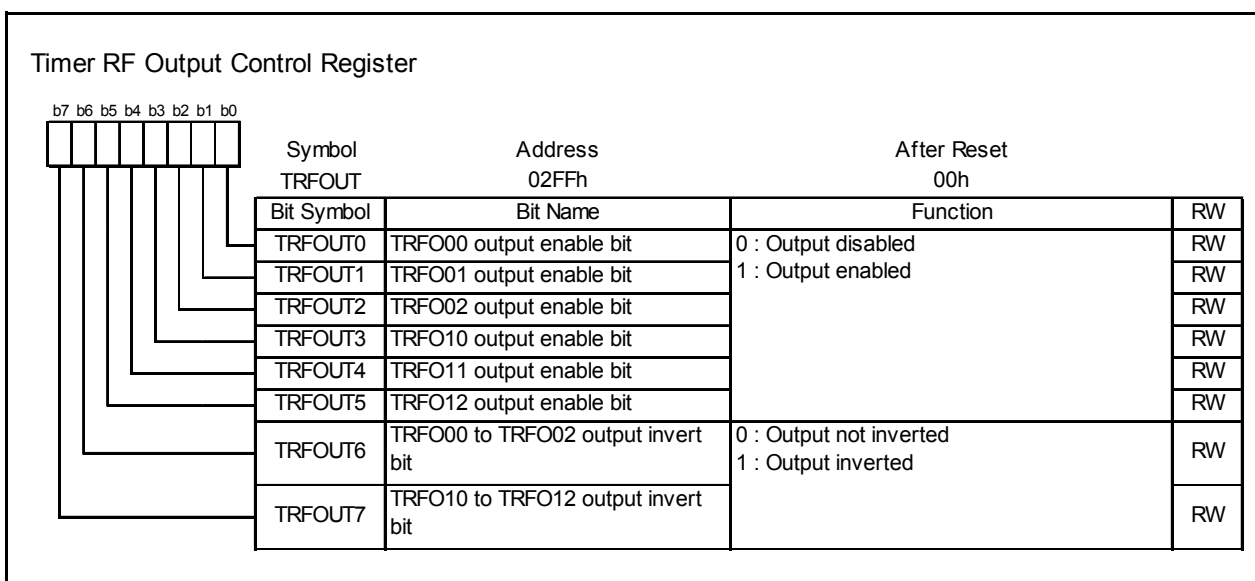 Timer RF Output Control Register
b7 b6 b5 b4 b3 b2 b1 b0
Symbol Address After Reset
TRFOUT 02FFh 00h
Bit Symbol Bit Name Function RW
TRFOUT0 TRFO00 output enable bit 0 : Output disabled RW
TRFOUT1 TRFO01 output enable bit 1 : Output enabled RW
TRFOUT2 TRFO02 output enable bit RW
TRFOUT3 TRFO10 output enable bit RW
TRFOUT4 TRFO11 output enable bit RW
TRFOUT5 TRFO12 output enable bit RW
TRFOUT6 TRFO00 to TRFO02 output invert 0 : Output not inverted RW
bit 1 : Output inverted
TRFOUT7 TRFO10 to TRFO12 output invert RW
bit